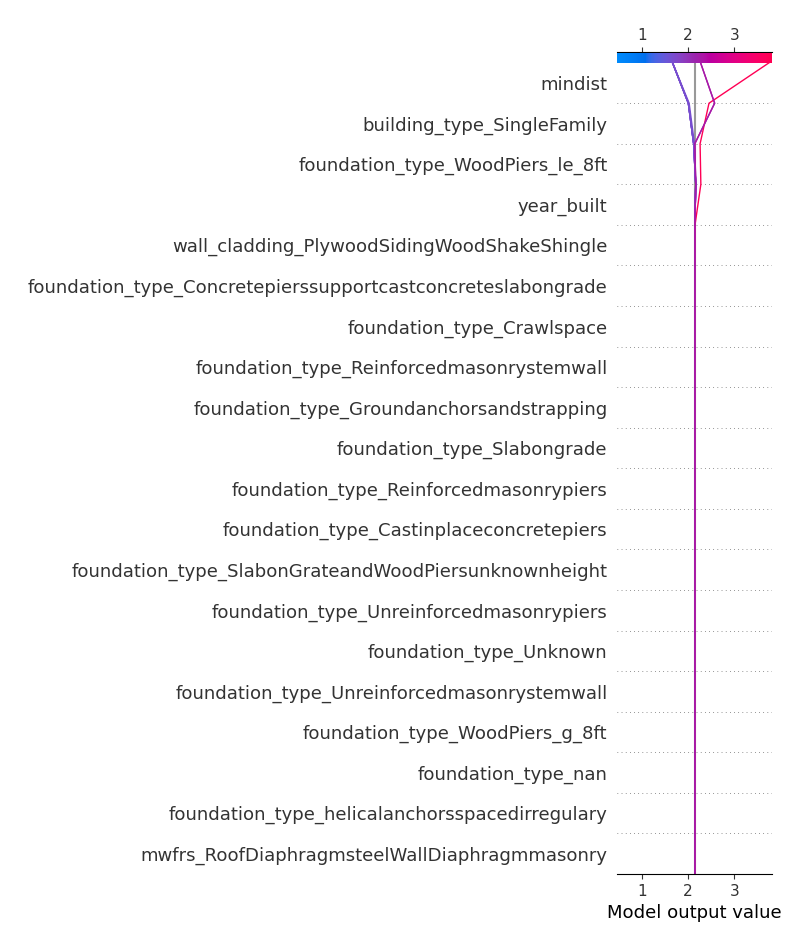 1 2 3
mindist
building_type_SingleFamily
foundation_type_WoodPiers_le_8ft
year_built
wall_cladding_PlywoodSidingWoodShakeShingle
foundation_type_Concretepierssupportcastconcreteslabongrade
foundation_type_Crawlspace
foundation_type_Reinforcedmasonrystemwall
foundation_type_Groundanchorsandstrapping
foundation_type_Slabongrade
foundation_type_Reinforcedmasonrypiers
foundation_type_Castinplaceconcretepiers
foundation_type_SlabonGrateandWoodPiersunknownheight
foundation_type_Unreinforcedmasonrypiers
foundation_type_Unknown
foundation_type_Unreinforcedmasonrystemwall
foundation_type_WoodPiers_g_8ft
foundation_type_nan
foundation_type_helicalanchorsspacedirregulary
mwfrs_RoofDiaphragmsteelWallDiaphragmmasonry
1 2 3
Model output value